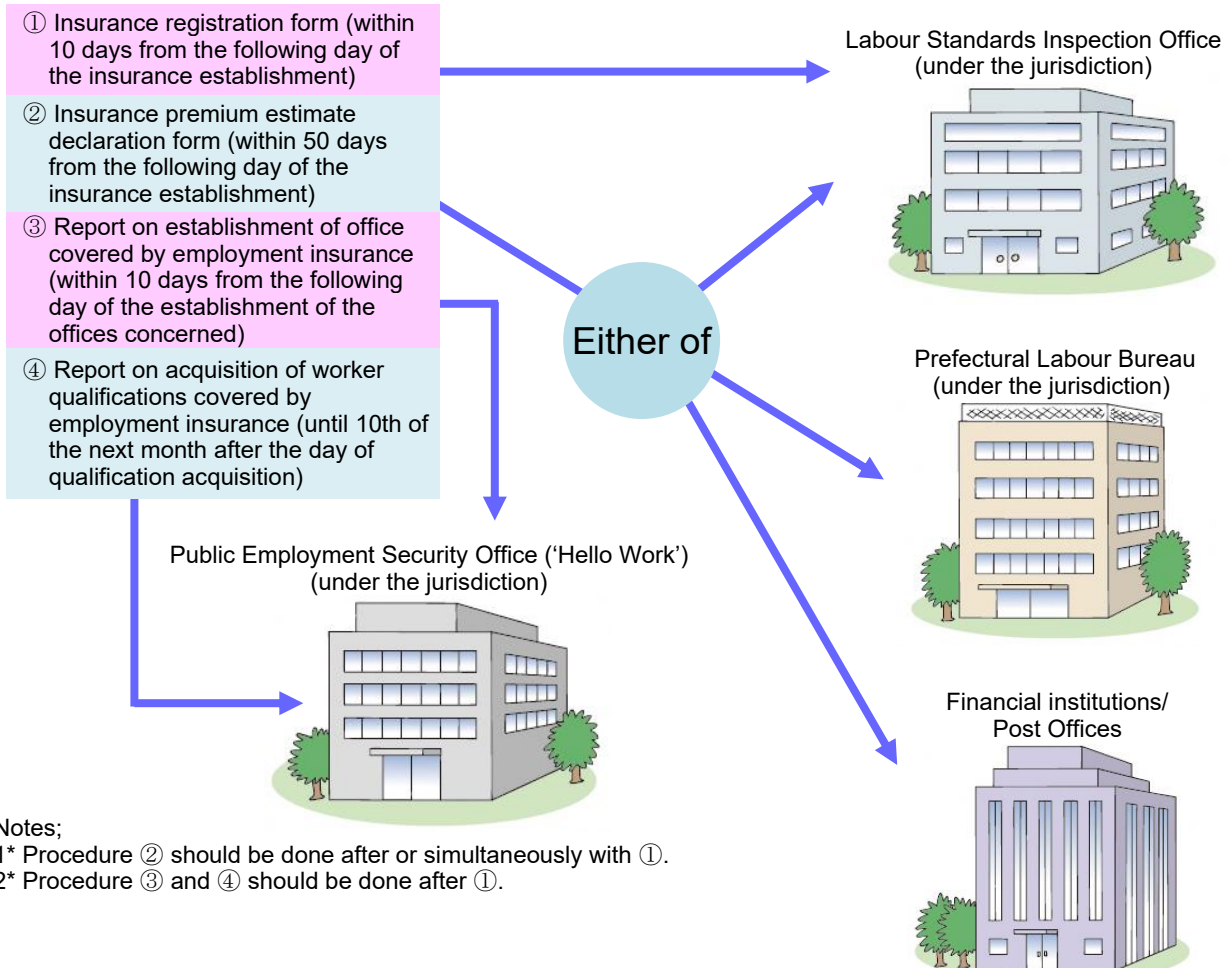 ① Insurance registration form (within
10 days from the following day of
the insurance establishment)
② Insurance premium estimate
declaration form (within 50 days
from the following day of the
insurance establishment)
③ Report on establishment of office
covered by employment insurance
(within 10 days from the following
day of the establishment of the
offices concerned)
④ Report on acquisition of worker
qualifications covered by
employment insurance (until 10th of
the next month after the day of
qualification acquisition)
Labour Standards Inspection Office
(under the jurisdiction)
Either of
Prefectural Labour Bureau
(under the jurisdiction)
Public Employment Security Office (‘Hello Work’)
(under the jurisdiction)
Financial institutions/
Post Offices
Notes;
1* Procedure ② should be done after or simultaneously with ①.
2* Procedure ③ and ④ should be done after ①.